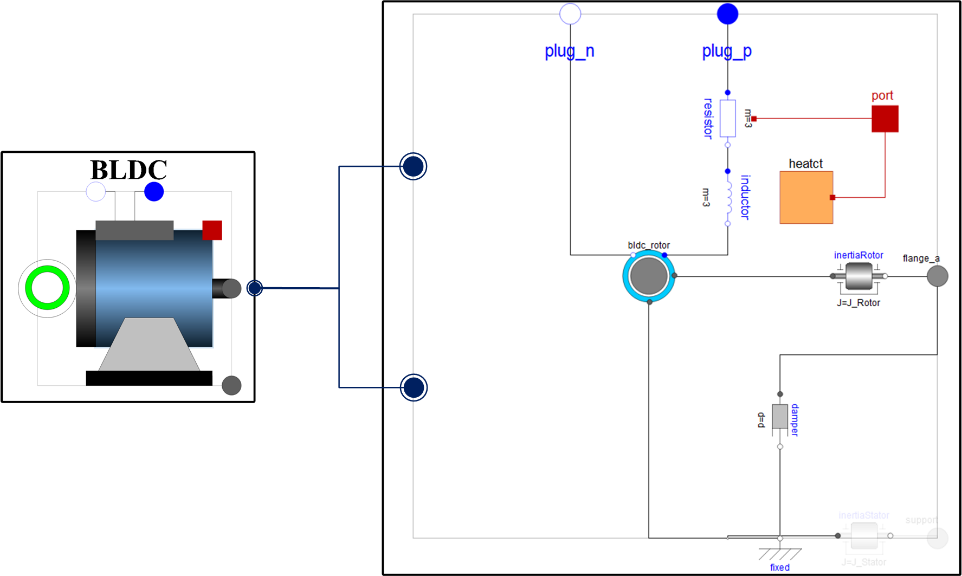 BLDC
plug_n
plug_p
port
resistor
m=3
heatct
inductor
m=3
bldc_rotor
inertiaRotor
flange_a
J=J_Rotor
damper
d=d
inertiaStator
support
J=J_Stator
fixed